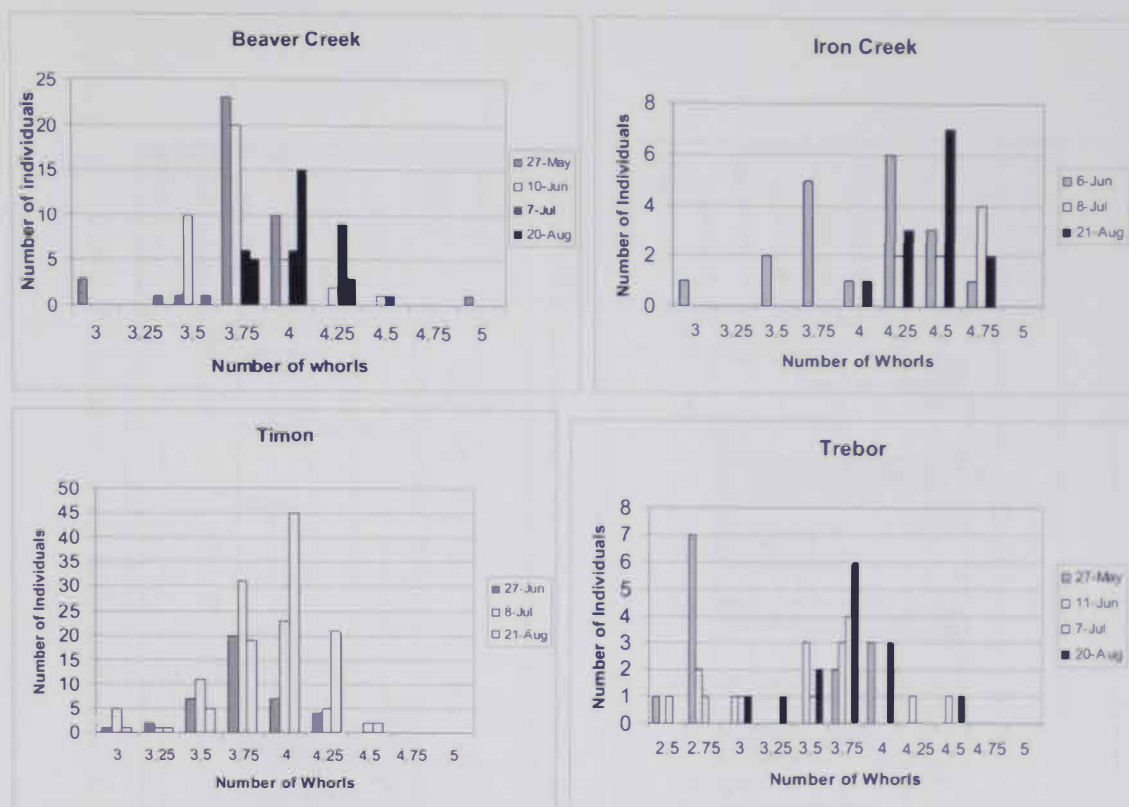 Beaver Creek
Number of individuals
25
20
15
10
5
0
3 3.25 3.5 3.75 4 4.25 4.5 4.75 5
Number of whorls
27-May
10-Jun
7-Jul
20-Aug
Iron Creek
Number of Individuals
8
6
4
2
0
3 3.25 3.5 3.75 4 4.25 4.5 4.75 5
Number of Whorls
6-Jun
8-Jul
21-Aug
Timon
Number of Individuals
50
45
40
35
30
25
20
15
10
5
0
3 3.25 3.5 3.75 4 4.25 4.5 4.75 5
Number of Whorls
27-Jun
8-Jul
21-Aug
Trebor
Number of Individuals
8
7
6
5
4
3
2
1
0
2.5 2.75 3 3.25 3.5 3.75 4 4.25 4.5 4.75 5
Number of Whorls
27-May
11-Jun
7-Jul
20-Aug